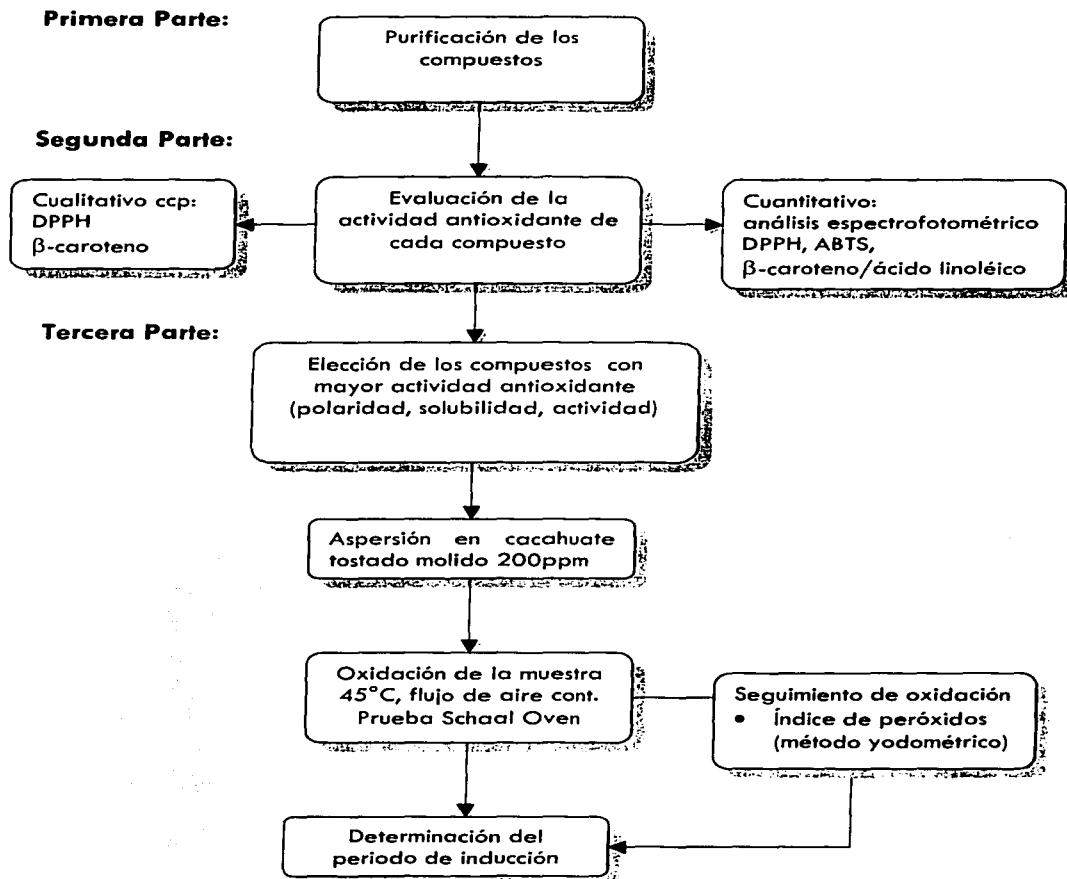 Primera Parte:
Purificación de los
compuestos
Segunda Parte:
Cualitativo ccp:
DPPH
β-caroteno
Evaluación de la
actividad antioxidante de
cada compuesto
Cuantitativo:
análisis espectrofotométrico
DPPH, ABTS,
β-caroteno/ácido linoléico
Tercera Parte:
Elección de los compuestos con
mayor actividad antioxidante
(polaridad, solubilidad, actividad)
Aspersión en cacahuate
tostado molido 200ppm
Oxidación de la muestra
45°C, flujo de aire cont.
Prueba Schaal Oven
Seguimiento de oxidación
• Índice de peróxidos
(método yodométrico)
Determinación del
periodo de inducción